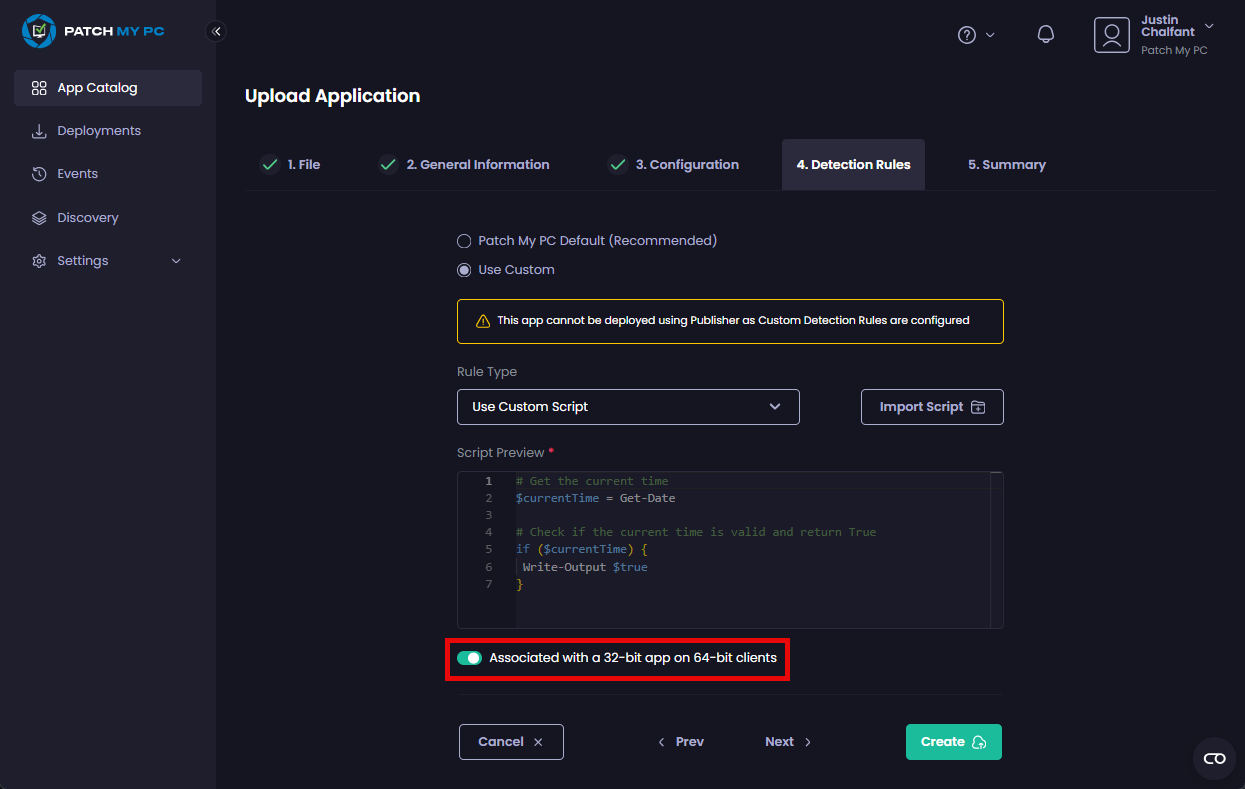 PATCH MY PC
Justin
Chalfant
Patch My PC
App Catalog
Deployments
Events
Discovery
Settings
Upload Application
1. File
2. General Information
3. Configuration
4. Detection Rules
5. Summary
Patch My PC Default (Recommended)
Use Custom
This app cannot be deployed using Publisher as Custom Detection Rules are configured
Rule Type
Use Custom Script
Import Script
Script Preview *
1 # Get the current time
2 $currentTime = Get-Date
3
4 # Check if the current time is valid and return True
5 if ($currentTime) {
6 Write-Output $true
7 }
Associated with a 32-bit app on 64-bit clients
Cancel
Prev
Next
Create